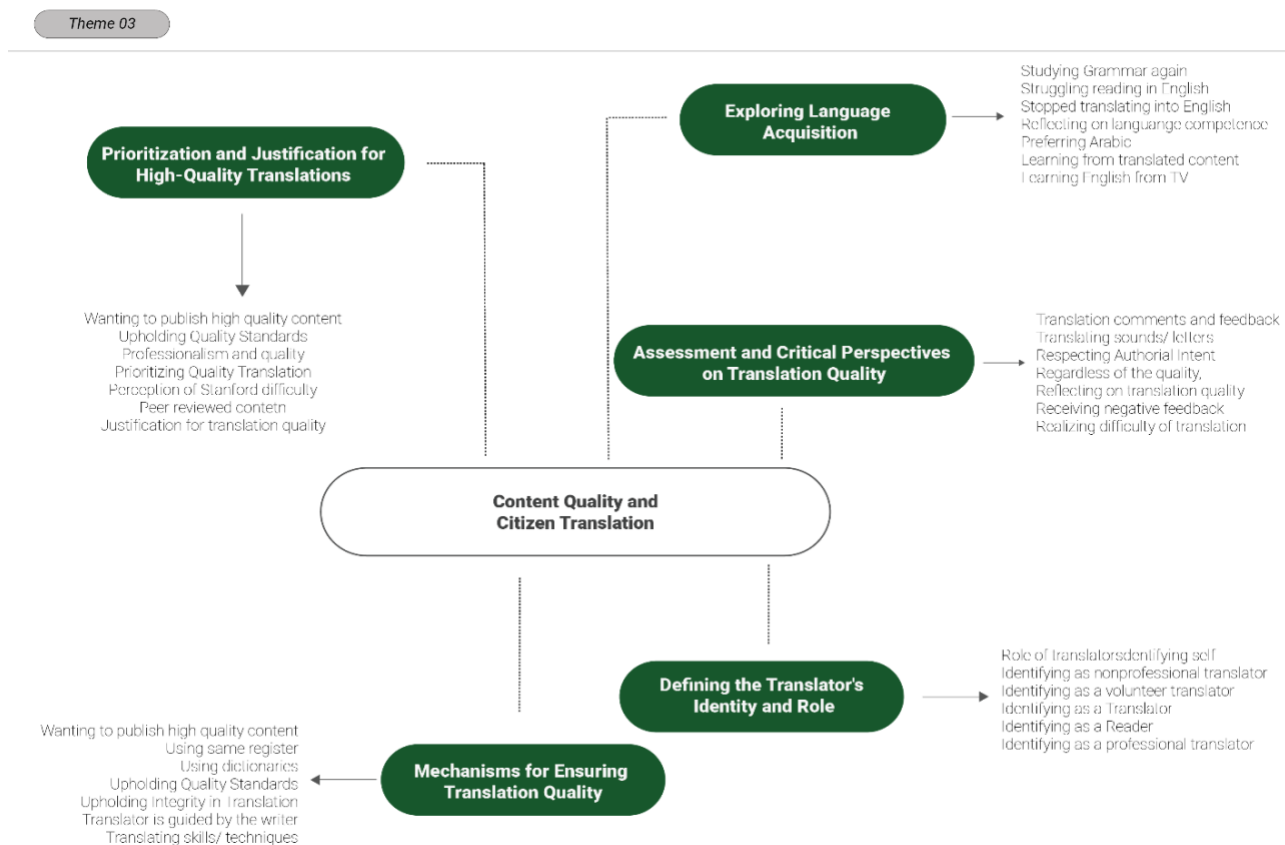 Theme 03
Exploring Language
Acquisition
Studying Grammar again
Struggling reading in English
Stopped translating into English
Reflecting on languange competence
Preferring Arabic
Learning from translated content
Learning English from TV
Prioritization and Justification for
High-Quality Translations
Wanting to publish high quality content
Upholding Quality Standards
Professionalism and quality
Prioritizing Quality Translation
Perception of Stanford difficulty
Peer reviewed contetn
Justification for translation quality
Assessment and Critical Perspectives
on Translation Quality
Translation comments and feedback
Translating sounds/ letters
Respecting Authorial Intent
Regardless of the quality,
Reflecting on translation quality
Receiving negative feedback
Realizing difficulty of translation
Content Quality and
Citizen Translation
Defining the Translator's
Identity and Role
Role of translatorsdentifying self
Identifying as nonprofessional translator
Identifying as a volunteer translator
Identifying as a Translator
Identifying as a Reader
Identifying as a professional translator
Mechanisms for Ensuring
Translation Quality
Wanting to publish high quality content
Using same register
Using dictionaries
Upholding Quality Standards
Upholding Integrity in Translation
Translator is guided by the writer
Translating skills/ techniques